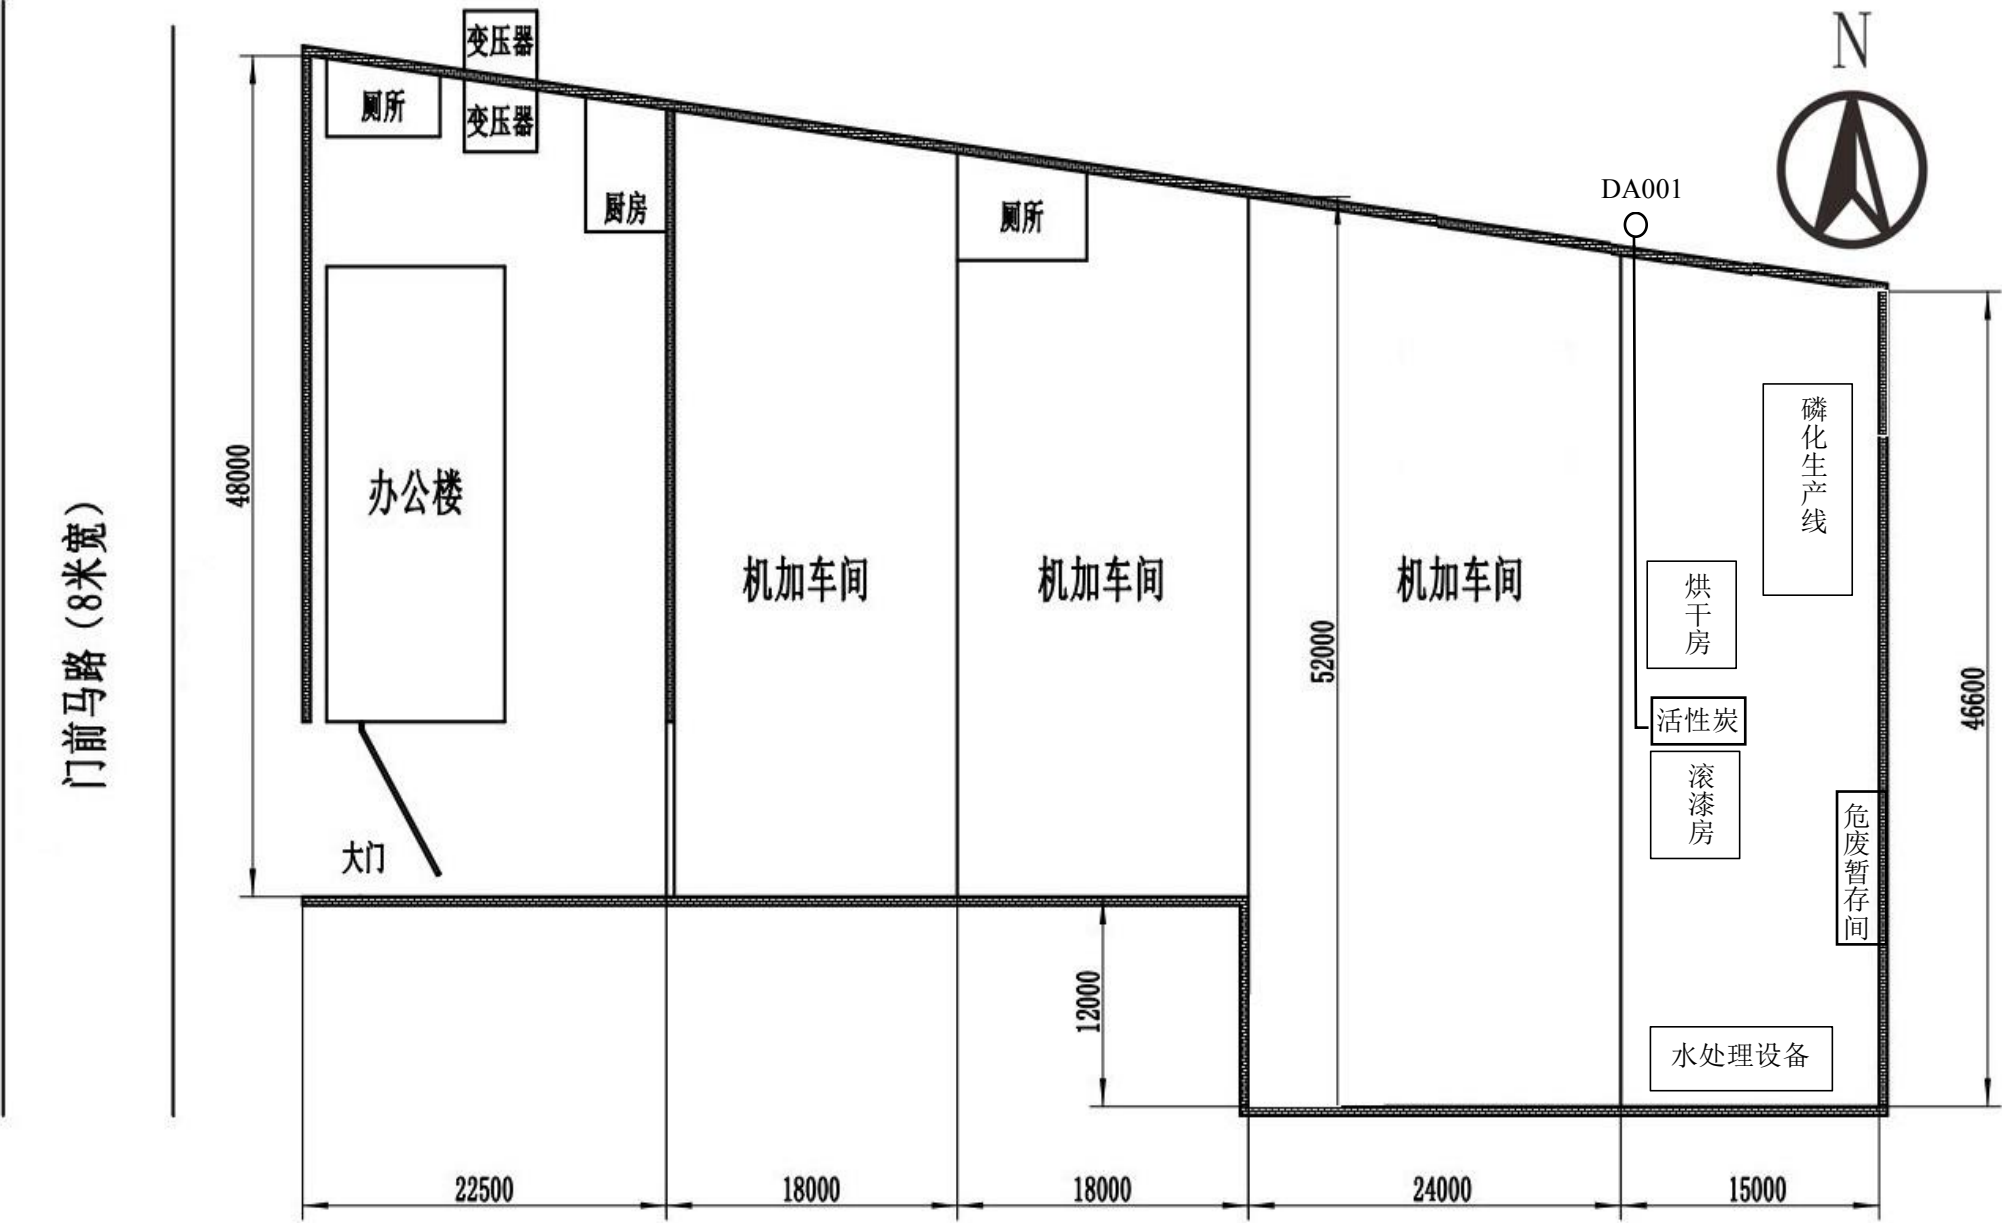 N
变压器
变压器
厕所
厨房
厕所
DA001
办公楼
磷化生产线
机加车间
机加车间
机加车间
烘干房
活性炭
滚漆房
危废暂存间
水处理设备
大门
门前马路（8米宽）
48000
52000
46600
12000
22500
18000
18000
24000
15000